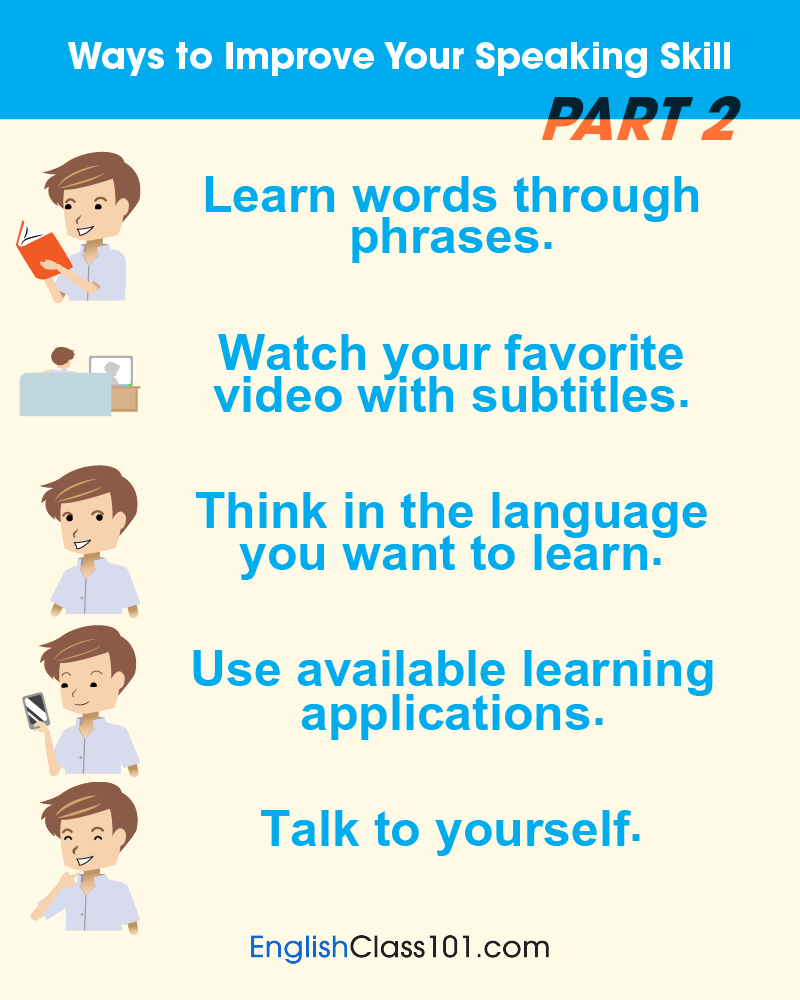 Ways to Improve Your Speaking Skill
PART 2
Learn words through
phrases.
Watch your favorite
video with subtitles.
Think in the language
you want to learn.
Use available learning
applications.
Talk to yourself.
EnglishClass101.com